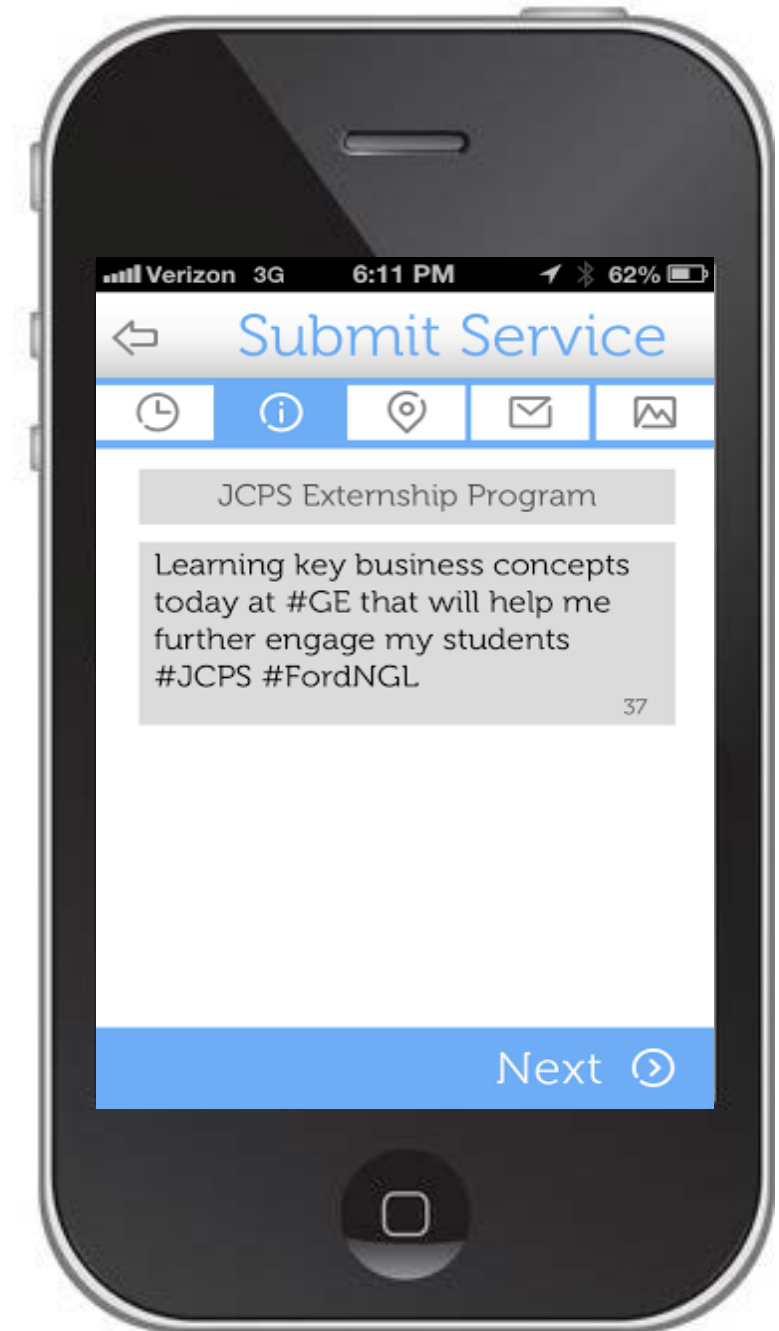 Verizon 3G 6:11 PM 62%
Submit Service
JCPS Externship Program
Learning key business concepts
today at #GE that will help me
further engage my students
#JCPS #FordNGL
37
Next